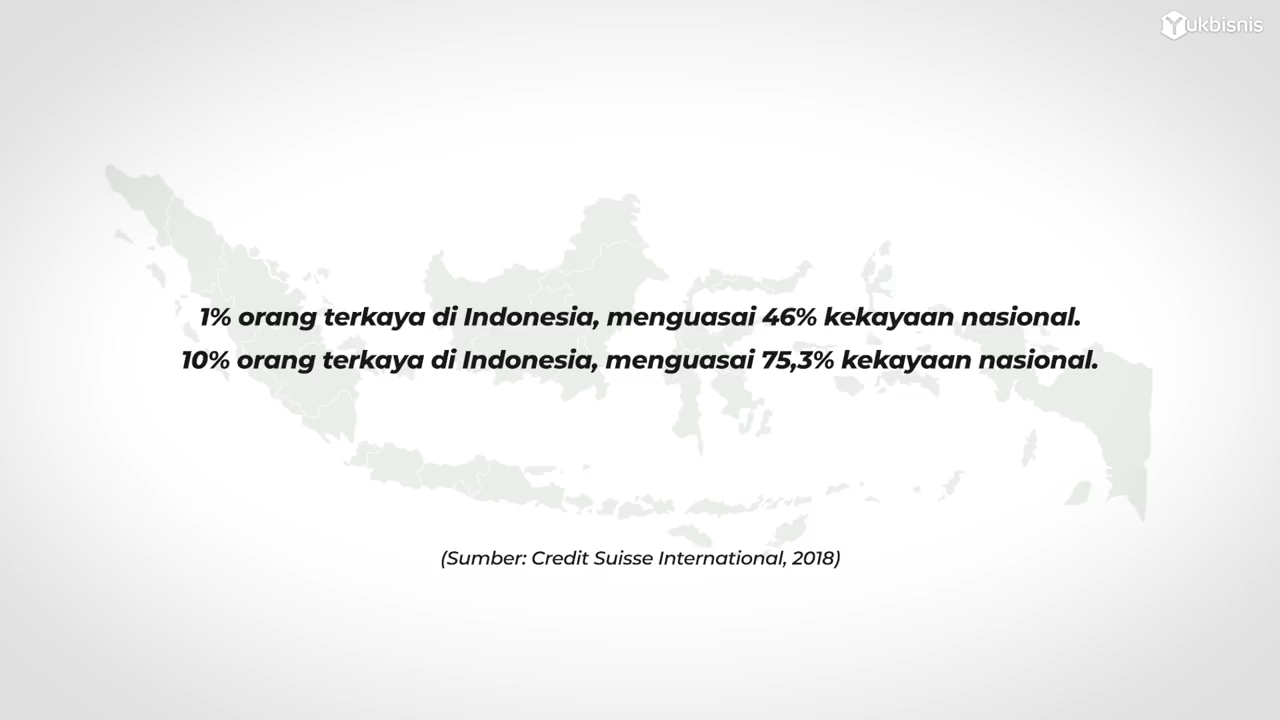 Yukbisnis
1% orang terkaya di Indonesia, menguasai 46% kekayaan nasional.
10% orang terkaya di Indonesia, menguasai 75,3% kekayaan nasional.
(Sumber: Credit Suisse International, 2018)